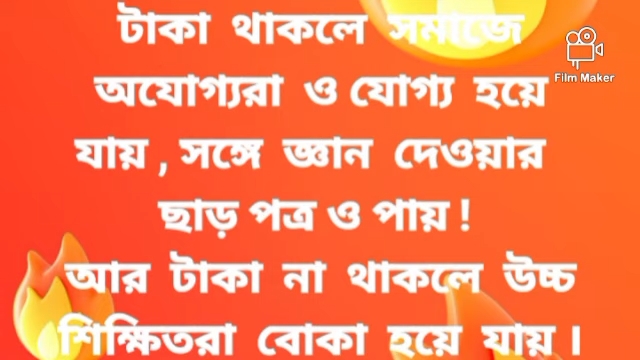 টাকা থাকলে সমাজে
অযোগ্যরা ও যোগ্য হয়ে
যায় , সঙ্গে জ্ঞান দেওয়ার
ছাড় পত্র ও পায় !
আর টাকা না থাকলে উচ্চ
শিক্ষিতরা বোকা হয়ে যায় ।
Film Maker